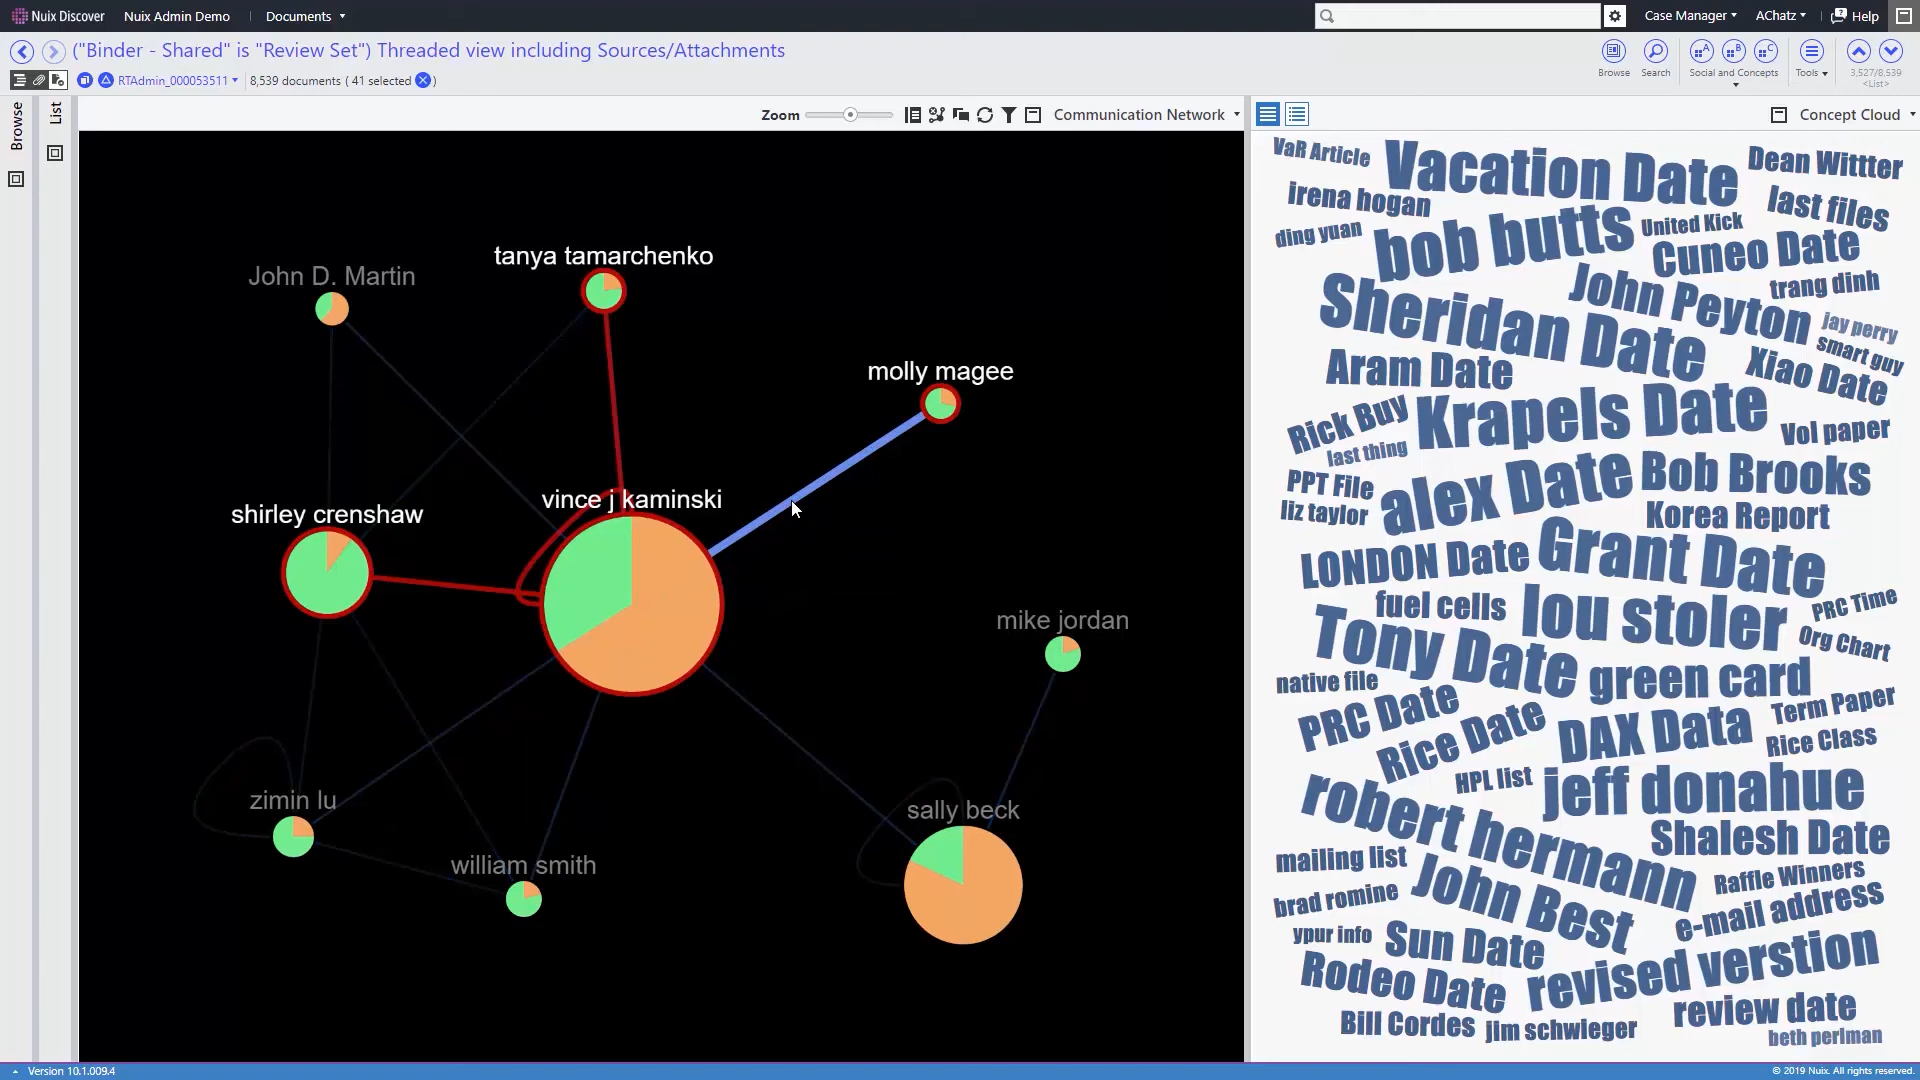 Nuix Discover Nuix Admin Demo Documents Case Manager AChatz Help
("Binder - Shared" is "Review Set") Threaded view including Sources/Attachments
RTAdmin_000053511 8,539 documents ( 41 selected )
Browse Search Social and Concepts Tools 3,527/8,539
<List>
Browse
List
Zoom Communication Network
Concept Cloud
tanya tamarchenko
John D. Martin
molly magee
vince j kaminski
shirley crenshaw
mike jordan
zimin lu
sally beck
william smith
VaR Article
Vacation Date
Dean Wittter
irena hogan
last files
ding yuan
bob butts
United Kick
Cuneo Date
trang dinh
Sheridan Date
John Peyton
jay perry
smart guy
Aram Date
Xiao Date
Rick Buy
Krapels Date
Vol paper
last thing
PPT File
alex Date
Bob Brooks
liz taylor
Korea Report
LONDON Date
Grant Date
fuel cells
lou stoler
PRC Time
Tony Date
Org Chart
native file
green card
PRC Date
Rice Date
DAX Data
Term Paper
Rice Class
HPL list
jeff donahue
robert hermann
Shalesh Date
mailing list
Raffle Winners
brad romine
John Best
e-mail address
ypur info
Sun Date
revised verstion
Rodeo Date
review date
Bill Cordes
jim schwieger
beth perlman
Version 10.1.009.4
© 2019 Nuix. All rights reserved.